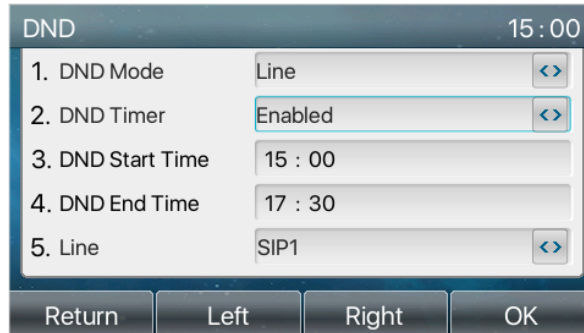 DND 15:00
1. DND Mode Line <>
2. DND Timer Enabled <>
3. DND Start Time 15 : 00
4. DND End Time 17 : 30
5. Line SIP1 <>
Return Left Right OK